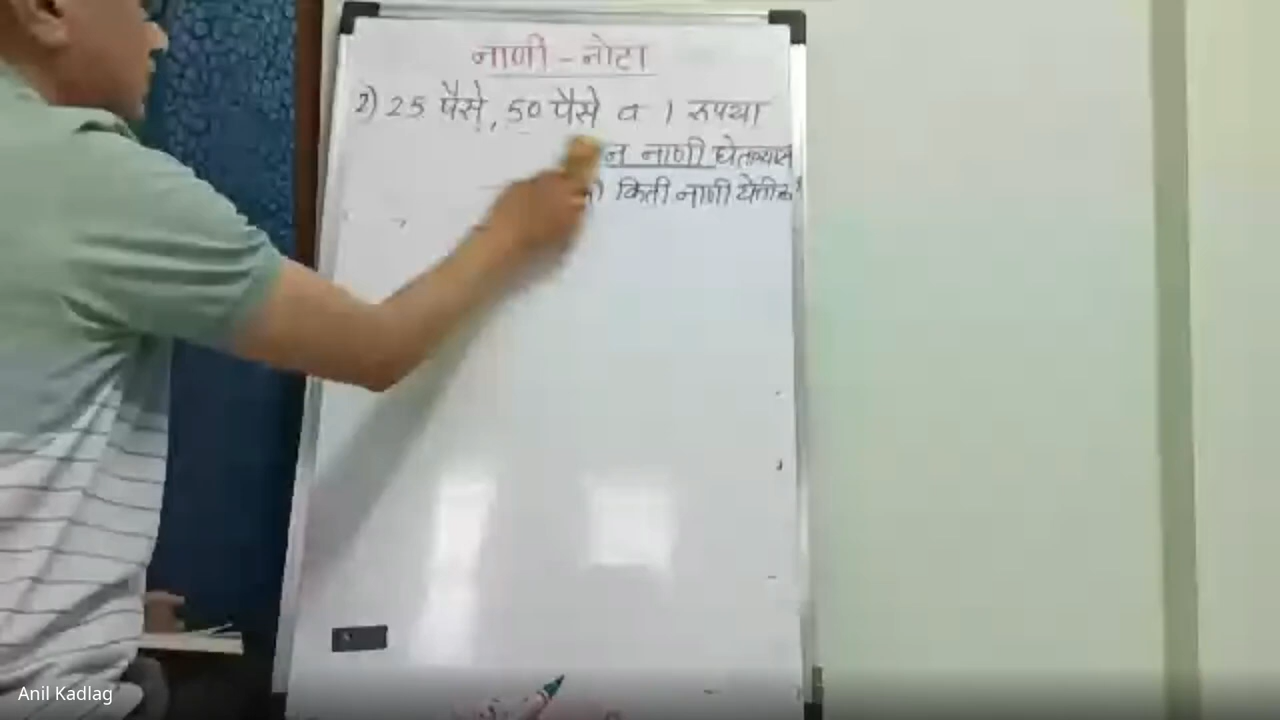 नाणी - नोटा
2) 25 पैसे, 50 पैसे व 1 रुपया
नाणी घेतल्यास
किती नाणी येतील?
Anil Kadlag